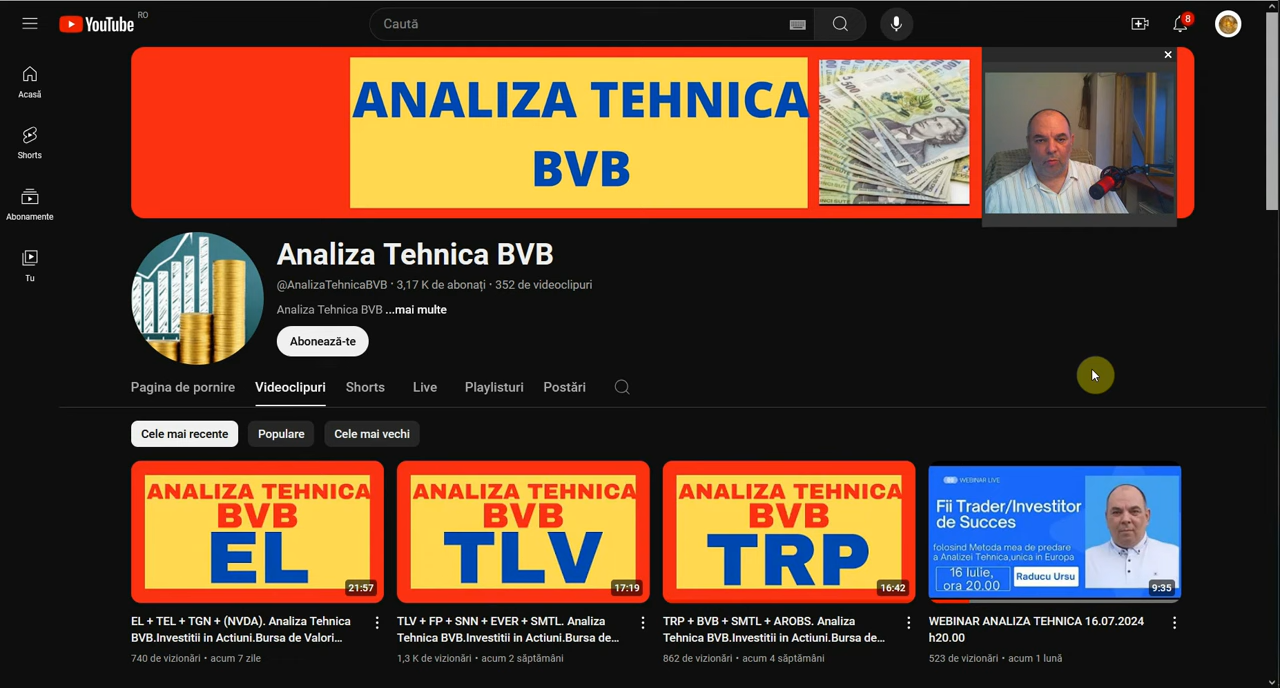 YouTube RO
Caută
8
Acasă
Shorts
Abonamente
Tu
ANALIZA TEHNICA
BVB
Analiza Tehnica BVB
@AnalizaTehnicaBVB · 3,17 K de abonați · 352 de videoclipuri
Analiza Tehnica BVB ...mai multe
Abonează-te
Pagina de pornire
Videoclipuri
Shorts
Live
Playlisturi
Postări
Cele mai recente
Populare
Cele mai vechi
ANALIZA TEHNICA
BVB
EL
21:57
EL + TEL + TGN + (NVDA). Analiza Tehnica
BVB.Investitii in Actiuni.Bursa de Valori...
740 de vizionări • acum 7 zile
ANALIZA TEHNICA
BVB
TLV
17:19
TLV + FP + SNN + EVER + SMTL. Analiza
Tehnica BVB.Investitii in Actiuni.Bursa de...
1,3 K de vizionări • acum 2 săptămâni
ANALIZA TEHNICA
BVB
TRP
16:42
TRP + BVB + SMTL + AROBS. Analiza
Tehnica BVB.Investitii in Actiuni.Bursa de...
862 de vizionări • acum 4 săptămâni
WEBINAR LIVE
Fii Trader/Investitor
de Succes
folosind Metoda mea de predare
a Analizei Tehnica,unica in Europa
16 Iulie,
ora 20.00
Raducu Ursu
9:35
WEBINAR ANALIZA TEHNICA 16.07.2024
h20.00
523 de vizionări • acum 1 lună